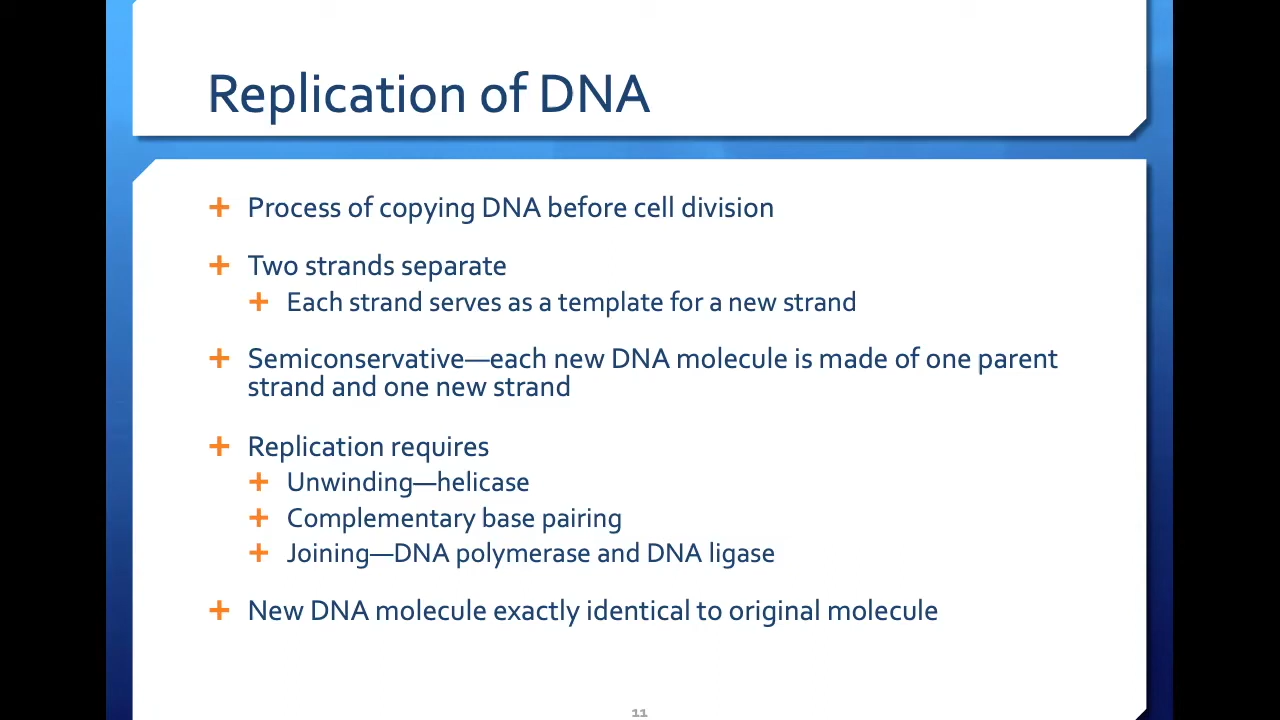 Replication of DNA
Process of copying DNA before cell division
Two strands separate
Each strand serves as a template for a new strand
Semiconservative—each new DNA molecule is made of one parent
strand and one new strand
Replication requires
Unwinding—helicase
Complementary base pairing
Joining—DNA polymerase and DNA ligase
New DNA molecule exactly identical to original molecule
11